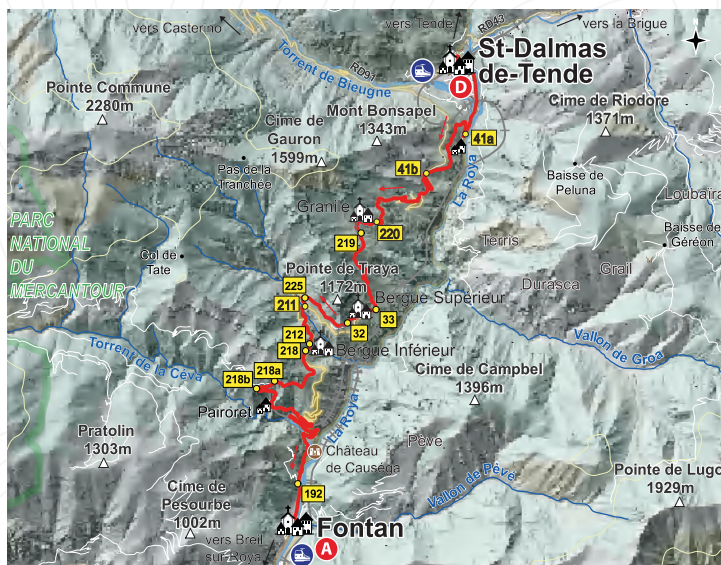 vers Casterino
vers Tende
RD43
vers la Brigue
N
St-Dalmas
de-Tende
Torrent de Bieugne
RD91
D
Pointe Commune
2280m
Mont Bonsapel
1343m
Cime de Riodore
1371m
Cime de
Gauron
1599m
41a
Pas de la
Tranchée
41b
La Roya
Baisse de
Peluna
Loubaïra
Granile
PARC
NATIONAL
DU
MERCANTOUR
220
219
Terris
Baisse de
Géréon
Col de
Tate
Grail
Pointe de Traya
1172m
225
211
Durasca
Bergue Supérieur
32
33
212
218
Bergue Inférieur
Vallon de Groa
Torrent de la Céva
218b
218a
Cime de Campbel
1396m
Pairoret
La Roya
Pratolin
1303m
Pève
M
Château
de Causéga
Pointe de Lugo
1929m
192
Vallon de Pève
Cime de
Pesourbe
1002m
Fontan
vers Breil
sur Roya
A